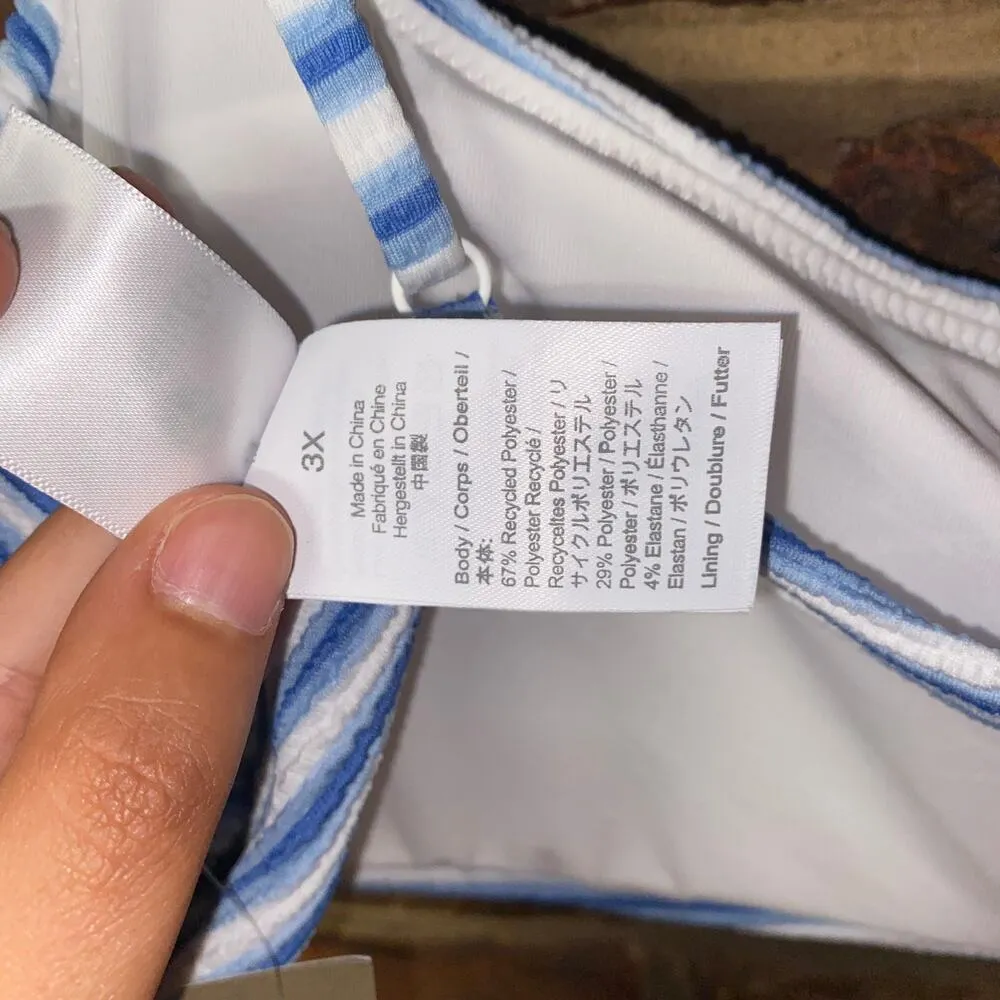 3X
Made in China
Fabriqué en Chine
Hergestellt in China
中国製
Body / Corps / Oberteil /
本体:
67% Recycled Polyester /
Polyester Recyclé /
Recyceltes Polyester / リ
サイクルポリエステル
29% Polyester / Polyester /
Polyester / ポリエステル
4% Elastane / Élasthanne /
Elastan / ポリウレタン
Lining / Doublure / Futter